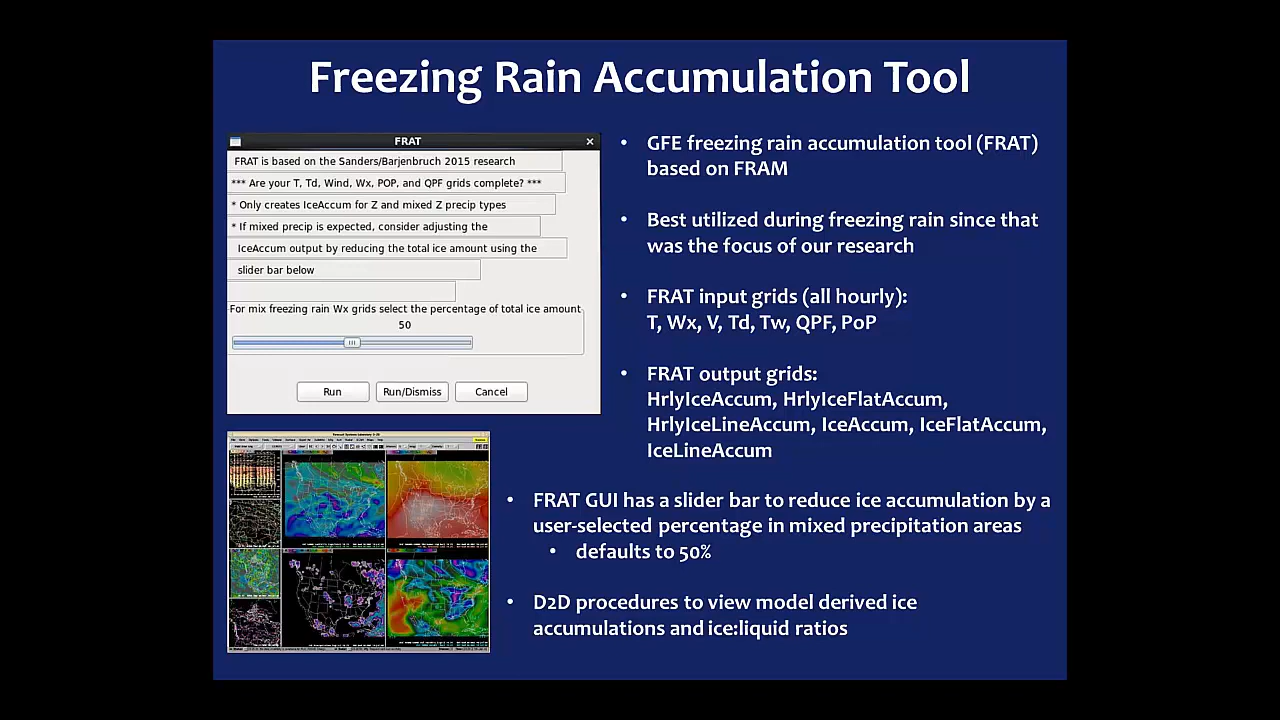 Freezing Rain Accumulation Tool
FRAT
FRAT is based on the Sanders/Barjenbruch 2015 research
*** Are your T, Td, Wind, Wx, POP, and QPF grids complete? ***
* Only creates IceAccum for Z and mixed Z precip types
* If mixed precip is expected, consider adjusting the
IceAccum output by reducing the total ice amount using the
slider bar below
For mix freezing rain Wx grids select the percentage of total ice amount
50
Run
Run/Dismiss
Cancel
• GFE freezing rain accumulation tool (FRAT)
based on FRAM
• Best utilized during freezing rain since that
was the focus of our research
• FRAT input grids (all hourly):
T, Wx, V, Td, Tw, QPF, PoP
• FRAT output grids:
HrlyIceAccum, HrlyIceFlatAccum,
HrlyIceLineAccum, IceAccum, IceFlatAccum,
IceLineAccum
• FRAT GUI has a slider bar to reduce ice accumulation by a
user-selected percentage in mixed precipitation areas
• defaults to 50%
• D2D procedures to view model derived ice
accumulations and ice:liquid ratios